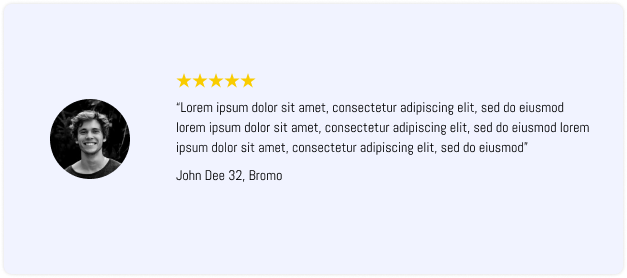 “Lorem ipsum dolor sit amet, consectetur adipiscing elit, sed do eiusmod
lorem ipsum dolor sit amet, consectetur adipiscing elit, sed do eiusmod lorem
ipsum dolor sit amet, consectetur adipiscing elit, sed do eiusmod”
John Dee 32, Bromo